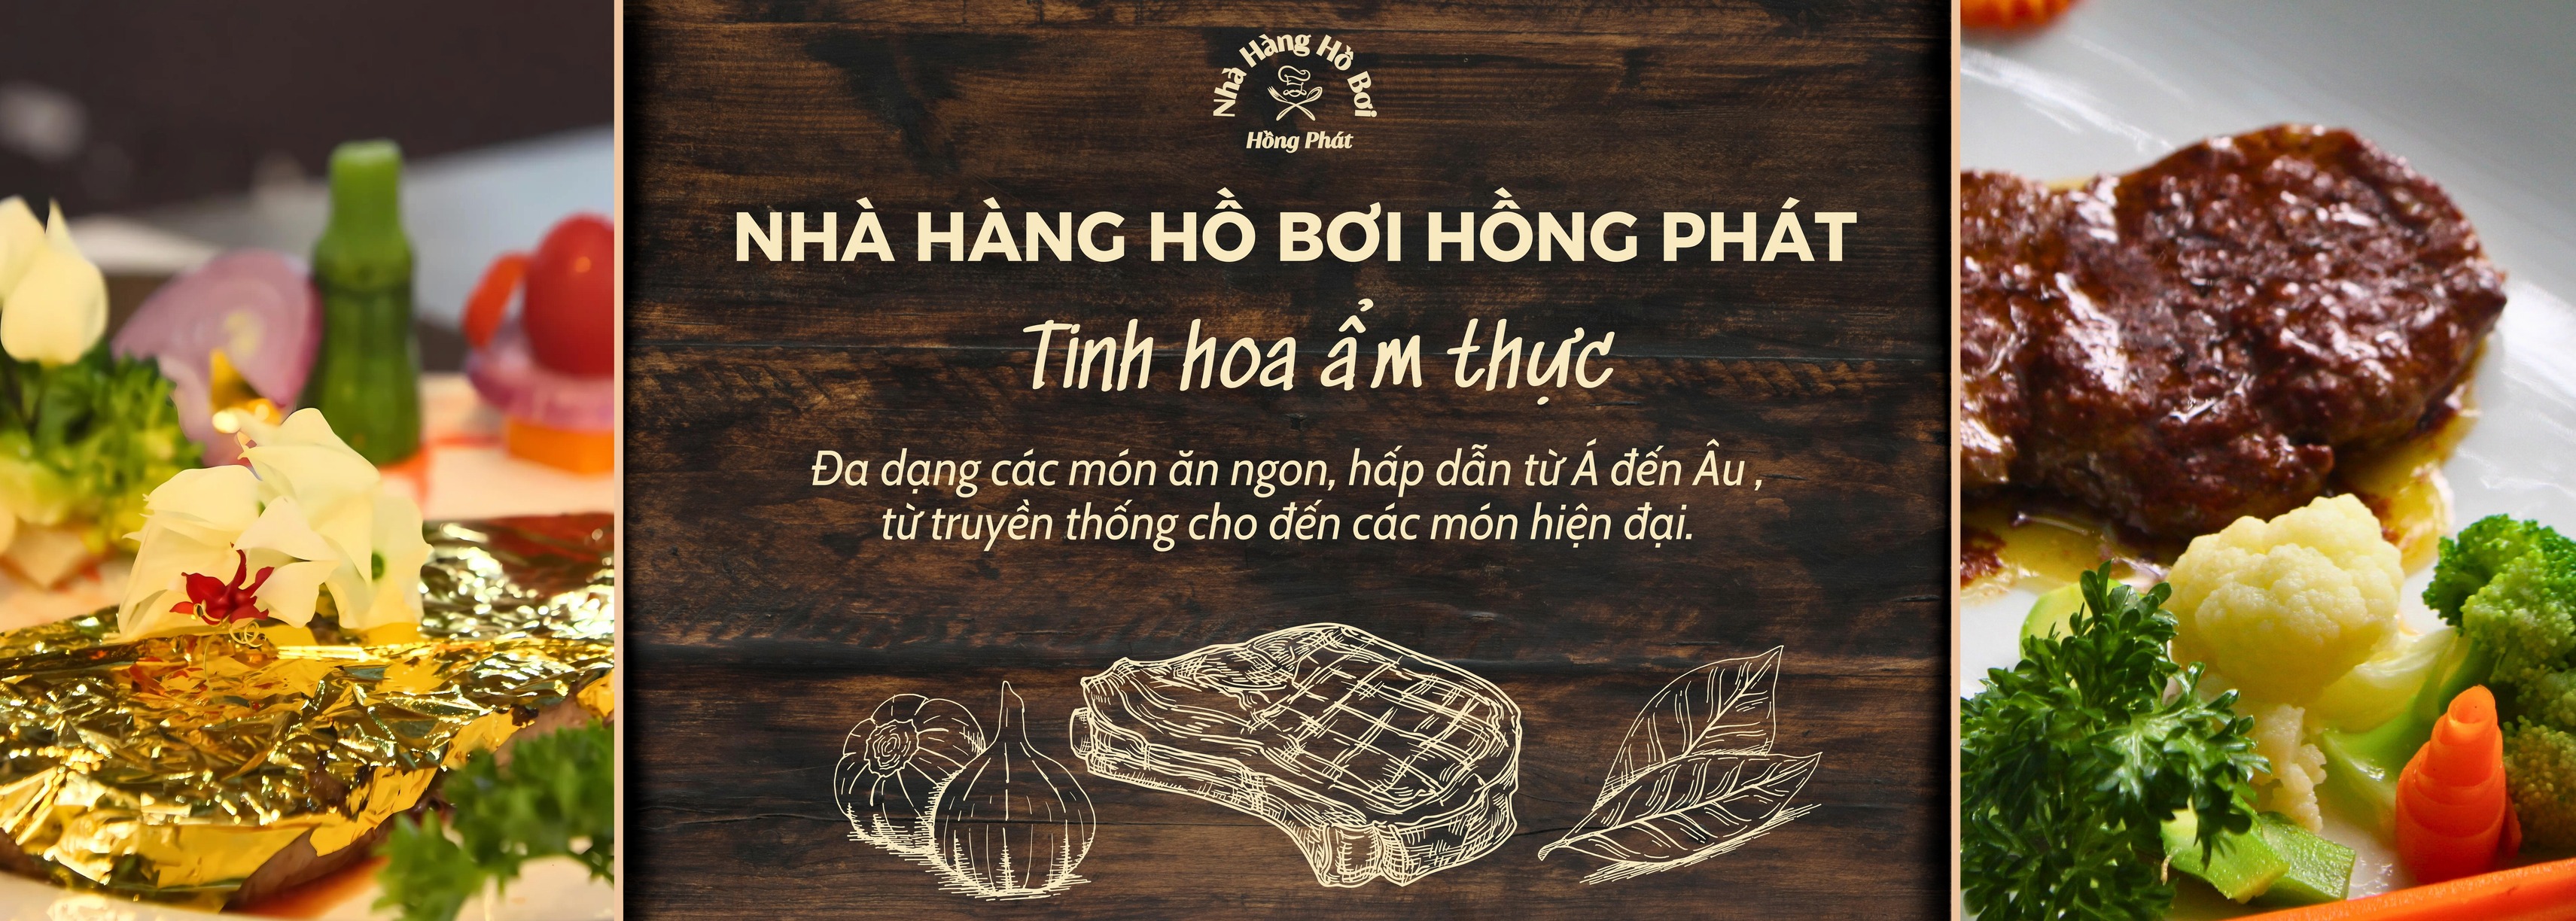 Nhà Hàng Hồ Bơi
Hồng Phát
NHÀ HÀNG HỒ BƠI HỒNG PHÁT
Tinh hoa ẩm thực
Đa dạng các món ăn ngon, hấp dẫn từ Á đến Âu ,
từ truyền thống cho đến các món hiện đại.